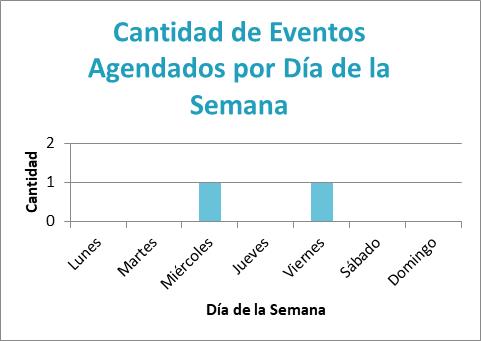 Cantidad de Eventos
Agendados por Día de la
Semana
2
1
0
Cantidad
Lunes
Martes
Miércoles
Jueves
Viernes
Sábado
Domingo
Día de la Semana